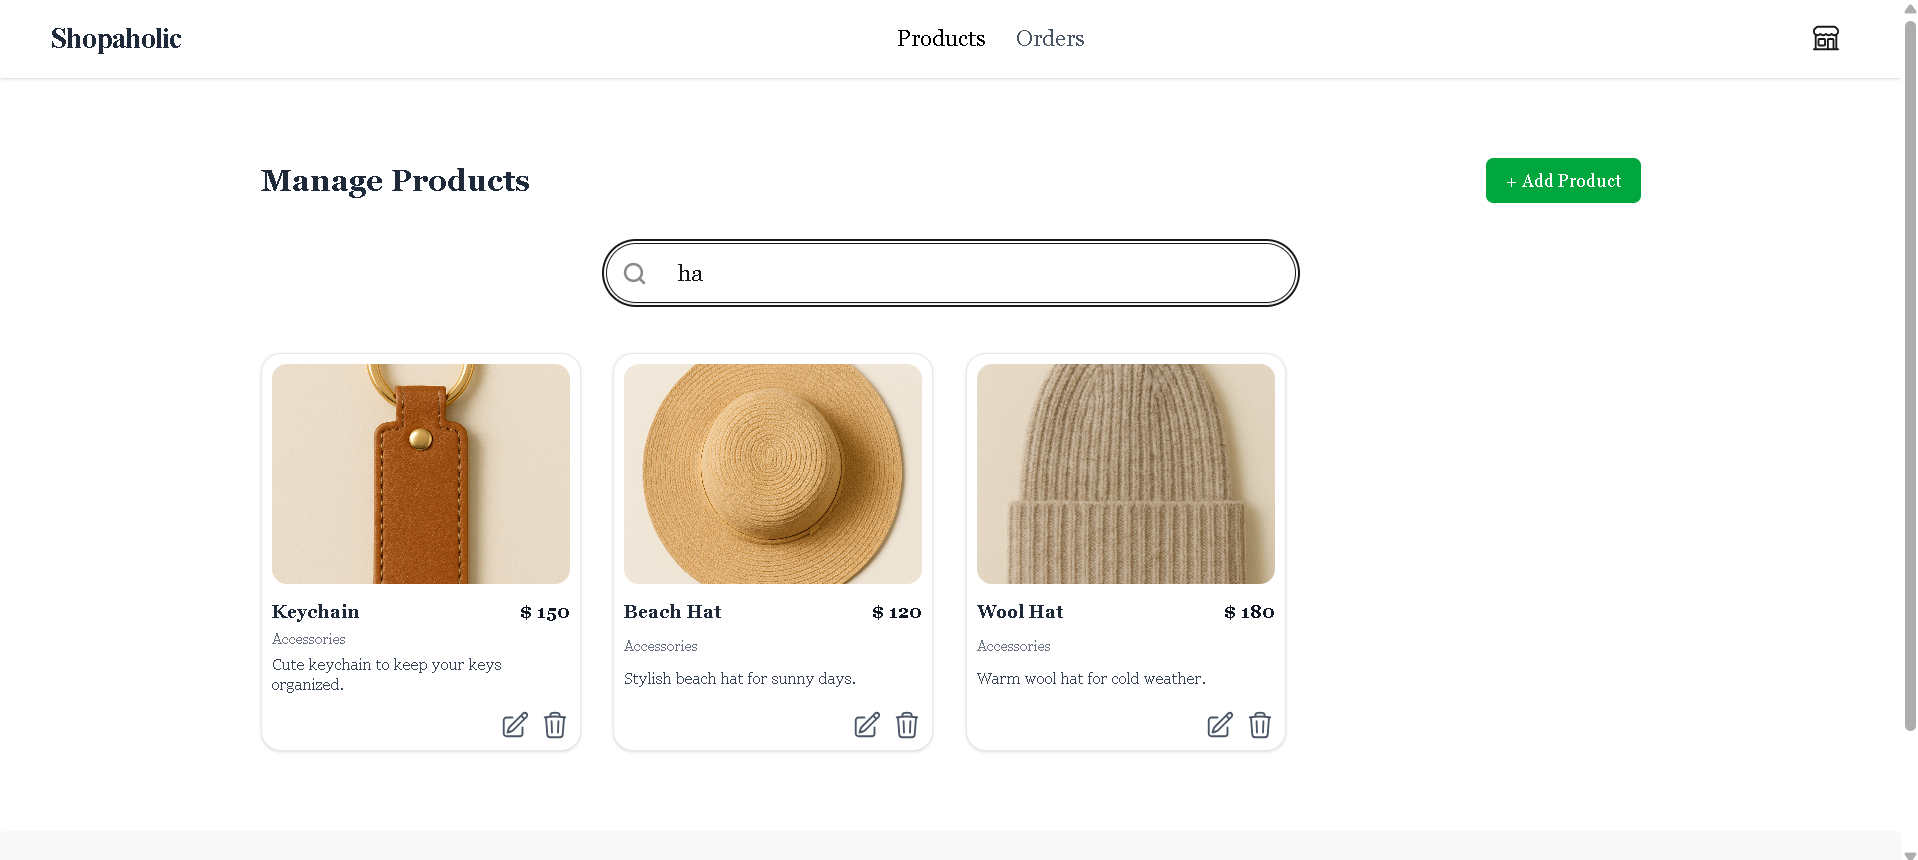 Shopaholic
Products
Orders
Manage Products
+ Add Product
ha
Keychain
$ 150
Accessories
Cute keychain to keep your keys
organized.
Beach Hat
$ 120
Accessories
Stylish beach hat for sunny days.
Wool Hat
$ 180
Accessories
Warm wool hat for cold weather.